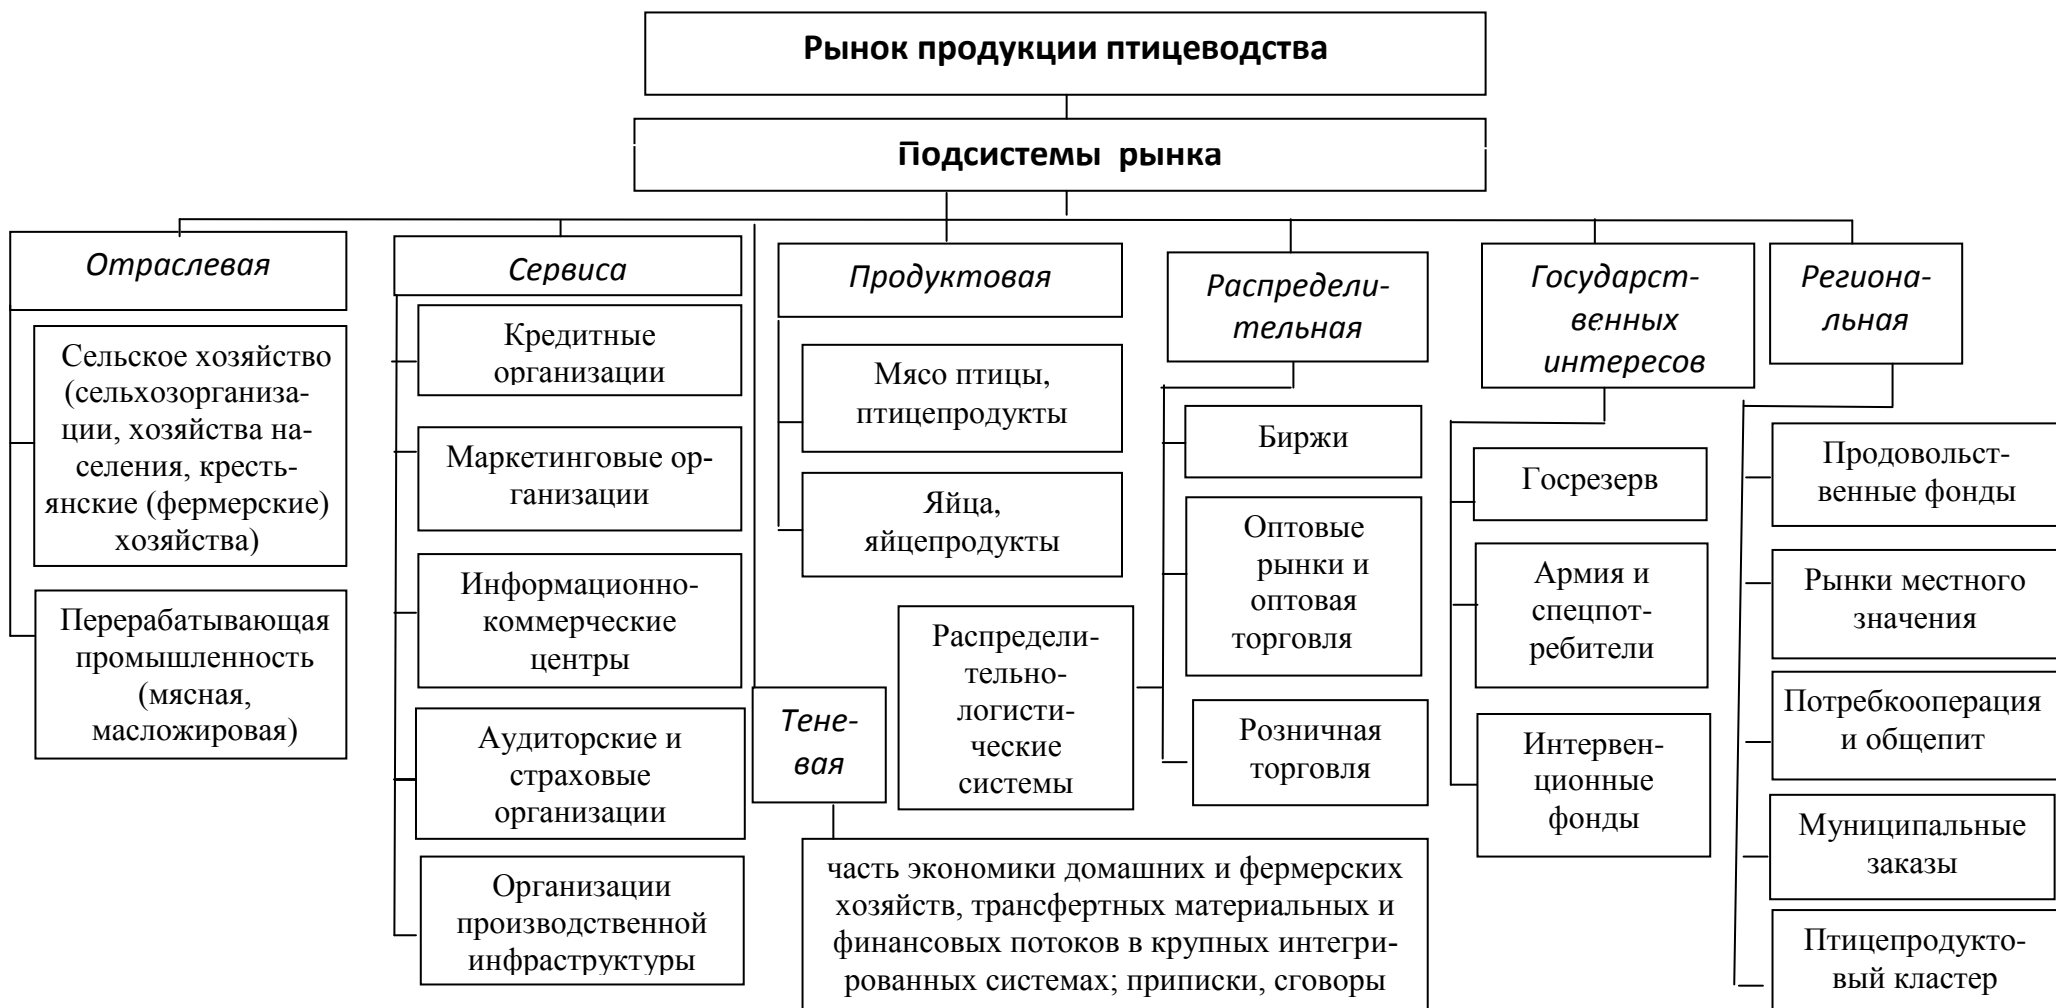 Рынок продукции птицеводства
Подсистемы рынка
Отраслевая
Сельское хозяйство
(сельхозорганиза-
ции, хозяйства на-
селения, кресть-
янские (фермерские)
хозяйства)
Перерабатывающая
промышленность
(мясная,
масложировая)
Сервиса
Кредитные
организации
Маркетинговые ор-
ганизации
Информационно-
коммерческие
центры
Аудиторские и
страховые
организации
Организации
производственной
инфраструктуры
Тене-
вая
часть экономики домашних и фермерских
хозяйств, трансфертных материальных и
финансовых потоков в крупных интегри-
рованных системах; приписки, сговоры
Продуктовая
Мясо птицы,
птицепродукты
Яйца,
яйцепродукты
Распредели-
тельная
Биржи
Оптовые
рынки и
оптовая
торговля
Распредели-
тельно-
логисти-
ческие
системы
Розничная
торговля
Государст-
венных
интересов
Госрезерв
Армия и
спецпот-
ребители
Интервен-
ционные
фонды
Региона-
льная
Продовольст-
венные фонды
Рынки местного
значения
Потребкооперация
и общепит
Муниципальные
заказы
Птицепродукто-
вый кластер